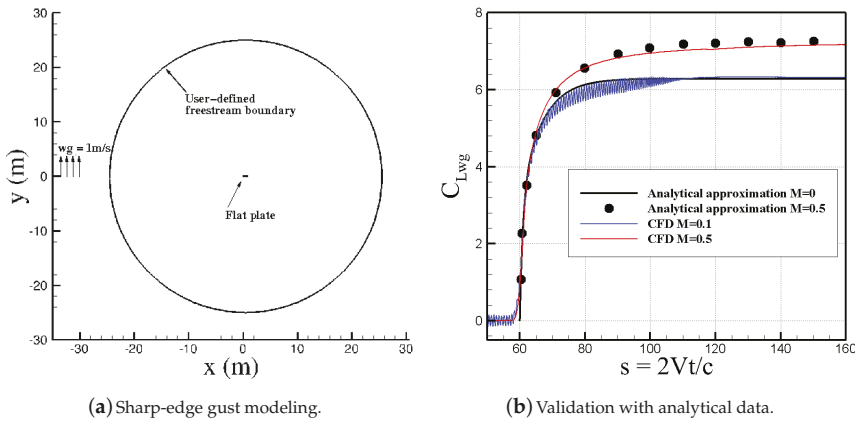 30
20
10
0
-10
-20
-30
y (m)
User-defined
freestream boundary
wg = 1m/s
Flat plate
-30
-20
-10
0
10
20
30
x (m)
(a) Sharp-edge gust modeling.
8
6
4
2
0
C_Lwg
Analytical approximation M=0
Analytical approximation M=0.5
CFD M=0.1
CFD M=0.5
60
80
100
120
140
160
s = 2Vt/c
(b) Validation with analytical data.